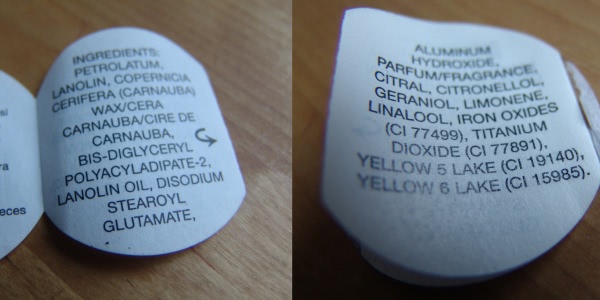 INGREDIENTS:
PETROLATUM,
LANOLIN, COPERNICIA
CERIFERA (CARNAUBA)
WAX/CERA
CARNAUBA/CIRE DE
CARNAUBA,
BIS-DIGLYCERYL
POLYACYLADIPATE-2,
LANOLIN OIL, DISODIUM
STEAROYL
GLUTAMATE,
ALUMINUM
HYDROXIDE,
PARFUM/FRAGRANCE,
CITRAL, CITRONELLOL,
GERANIOL, LIMONENE,
LINALOOL, IRON OXIDES
(CI 77499), TITANIUM
DIOXIDE (CI 77891),
YELLOW 5 LAKE (CI 19140),
YELLOW 6 LAKE (CI 15985).